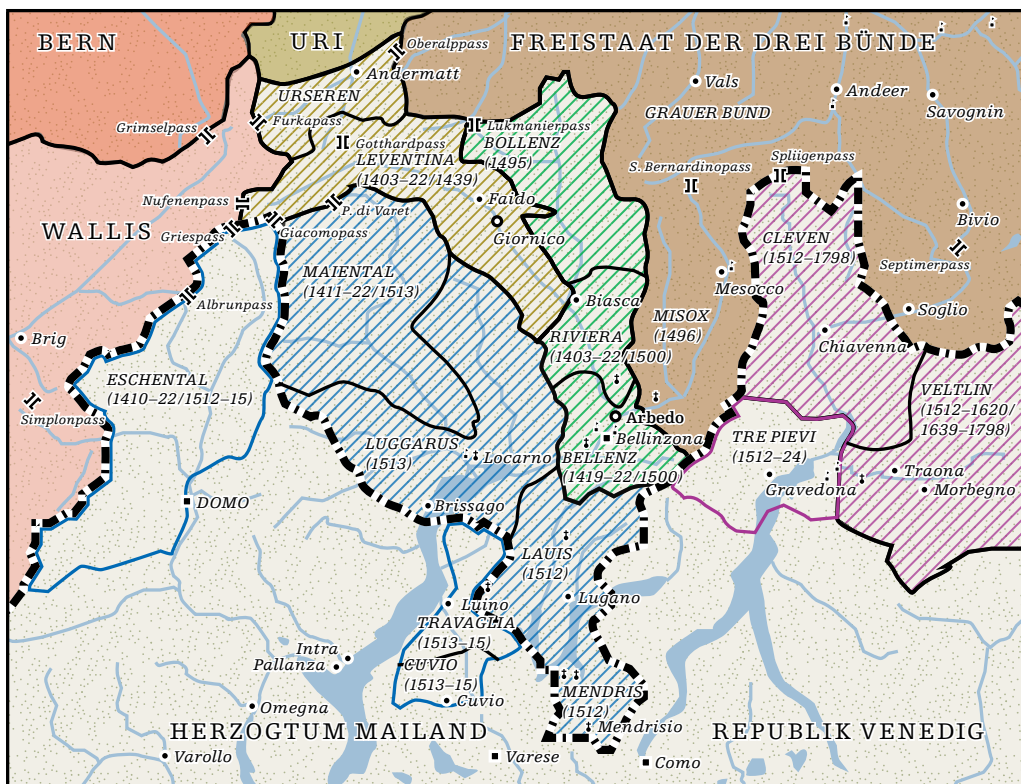 BERN
URI
FREISTAAT DER DREI BÜNDE
Oberalppass
Andermatt
Vals
Andeer
Savognin
URSEREN
GRAUER BUND
Grimselpass
Furkapass
Lukmanierpass
Gotthardpass
BOLLENZ
(1495)
LEVENTINA
(1403–22/1439)
S. Bernardinopass
Spliigenpass
Nufenenpass
P. di Varet
Faido
Bivio
WALLIS
Griespass
Giacomopass
Giornico
CLEVEN
(1512–1798)
Septimerpass
MAIENTAL
(1411–22/1513)
Mesocco
Albrunpass
Biasca
Soglio
MISOX
(1496)
Brig
RIVIERA
(1403–22/1500)
Chiavenna
ESCHENTAL
(1410–22/1512–15)
VELTLIN
(1512–1620/
1639–1798)
Simplonpass
Arbedo
Bellinzona
LUGGARUS
(1513)
Locarno
BELLENZ
(1419–22/1500)
TRE PIEVI
(1512–24)
Traona
Gravedona
Morbegno
DOMO
Brissago
LAUIS
(1512)
Luino
Lugano
TRAVAGLIA
(1513–15)
Intra
Pallanza
CUVIO
(1513–15)
Cuvio
MENDRIS
(1512)
Omegna
Mendrisio
HERZOGTUM MAILAND
REPUBLIK VENEDIG
Varollo
Varese
Como